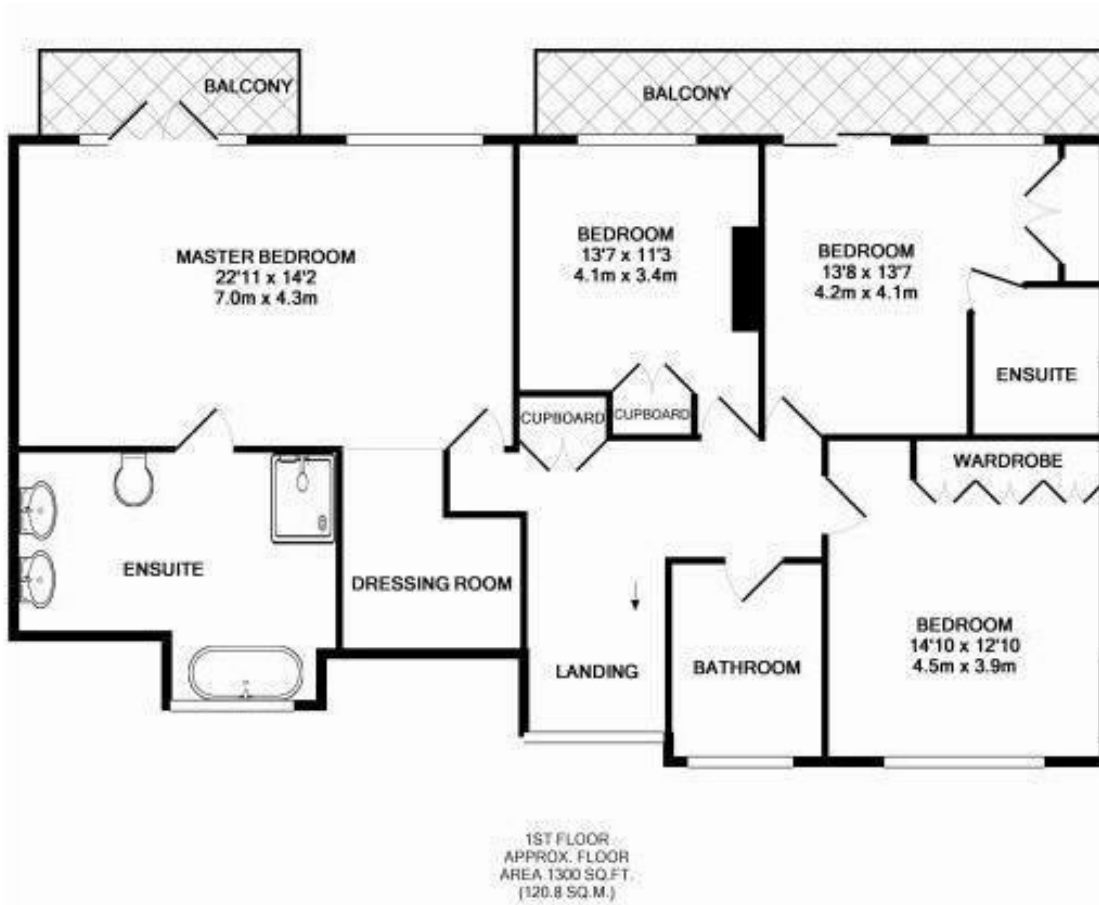 BALCONY
BALCONY
MASTER BEDROOM
22'11 x 14'2
7.0m x 4.3m
BEDROOM
13'7 x 11'3
4.1m x 3.4m
BEDROOM
13'8 x 13'7
4.2m x 4.1m
ENSUITE
CUPBOARD
CUPBOARD
WARDROBE
ENSUITE
DRESSING ROOM
LANDING
BATHROOM
BEDROOM
14'10 x 12'10
4.5m x 3.9m
1ST FLOOR
APPROX. FLOOR
AREA 1300 SQ.FT.
(120.8 SQ.M.)